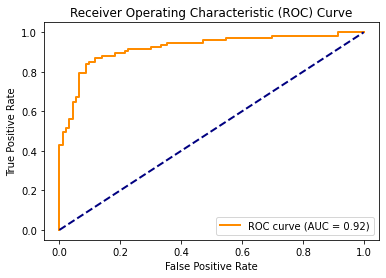 Receiver Operating Characteristic (ROC) Curve
1.0
0.8
0.6
0.4
0.2
0.0
True Positive Rate
ROC curve (AUC = 0.92)
0.0 0.2 0.4 0.6 0.8 1.0
False Positive Rate